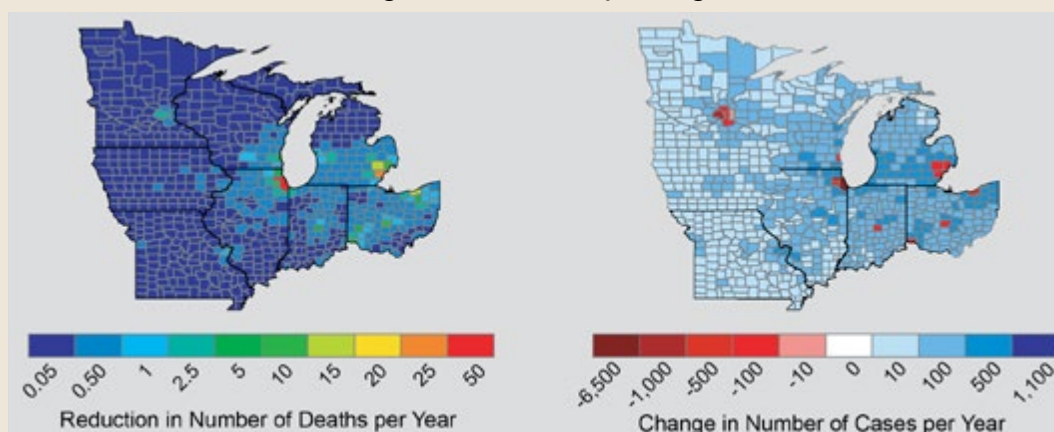 0.05 0.50 1 2.5 5 10 15 20 25 50
Reduction in Number of Deaths per Year
-6,500 -1,000 -500 -100 -10 0 10 100 500 1,100
Change in Number of Cases per Year